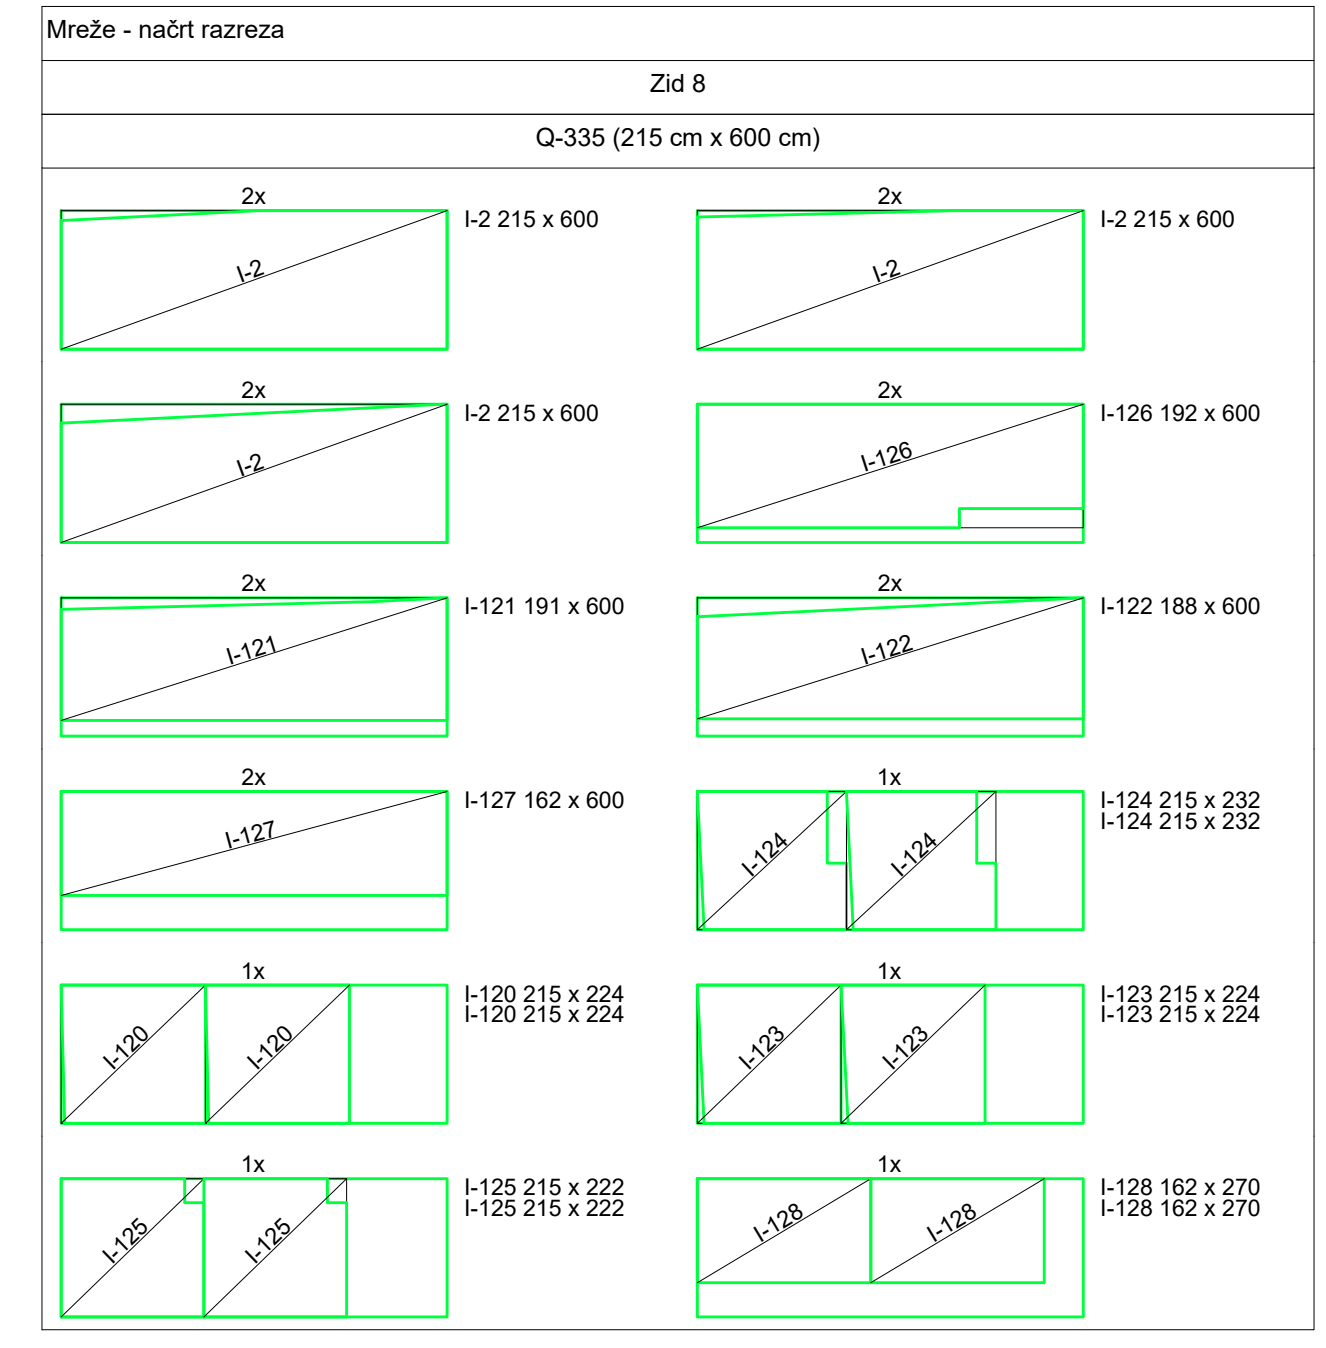 Mreže - načrt razreza
Zid 8
Q-335 (215 cm x 600 cm)
2x
I-2 215 x 600
I-2
2x
I-2 215 x 600
I-2
2x
I-2 215 x 600
I-2
2x
I-126 192 x 600
I-126
2x
I-121 191 x 600
I-121
2x
I-122 188 x 600
I-122
2x
I-127 162 x 600
I-127
1x
I-124 215 x 232
I-124 215 x 232
I-124
I-124
1x
I-120 215 x 224
I-120 215 x 224
I-120
I-120
1x
I-123 215 x 224
I-123 215 x 224
I-123
I-123
1x
I-125 215 x 222
I-125 215 x 222
I-125
I-125
1x
I-128 162 x 270
I-128 162 x 270
I-128
I-128